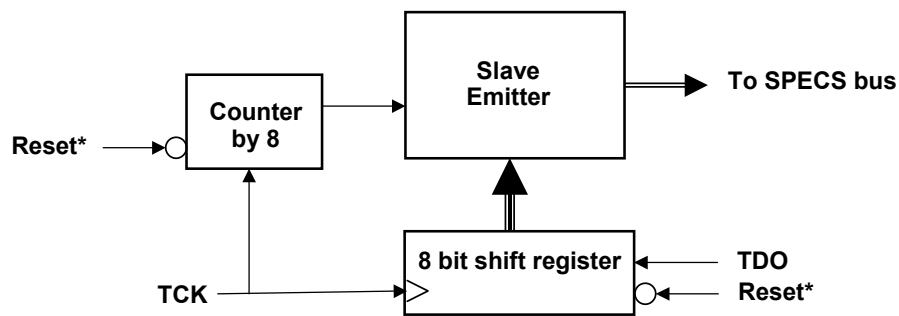 Slave
Emitter
To SPECS bus
Counter
by 8
Reset*
8 bit shift register
TDO
TCK
Reset*